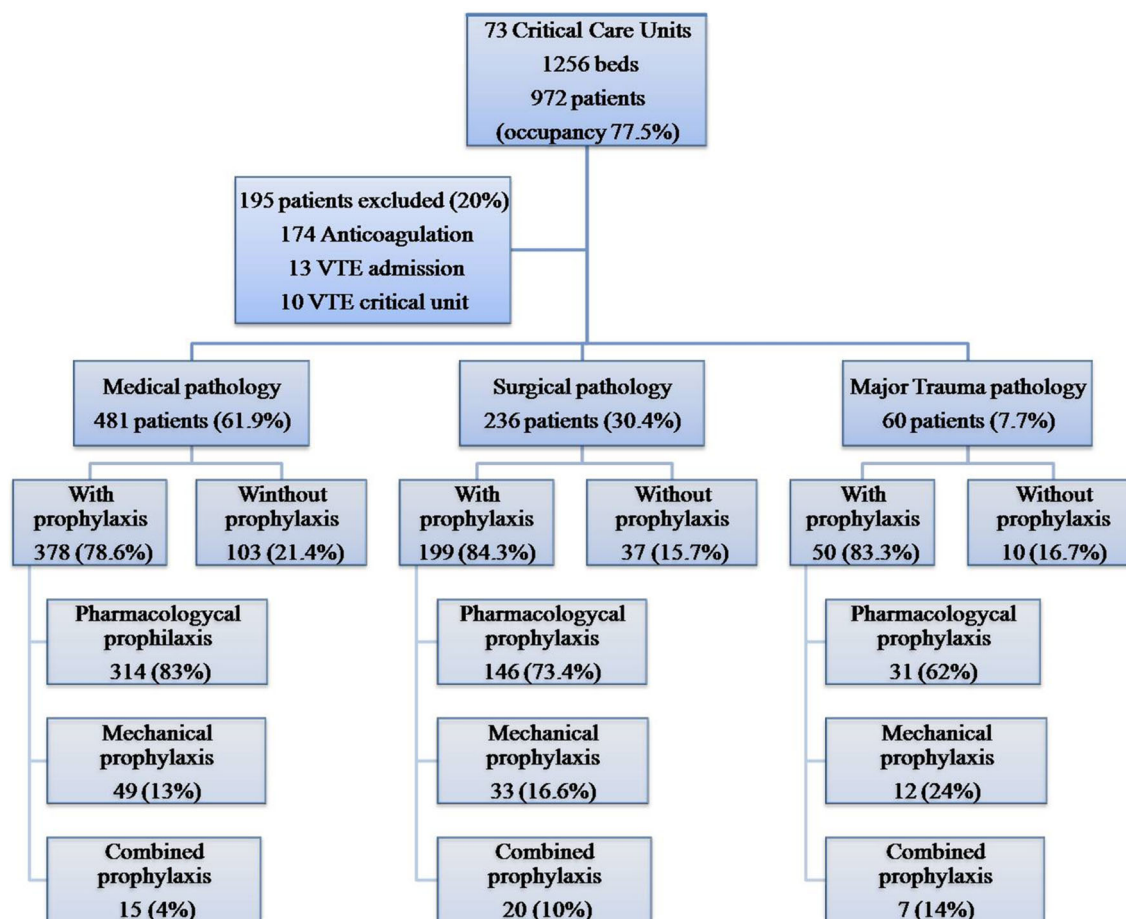 73 Critical Care Units
1256 beds
972 patients
(occupancy 77.5%)
195 patients excluded (20%)
174 Anticoagulation
13 VTE admission
10 VTE critical unit
Medical pathology
481 patients (61.9%)
Surgical pathology
236 patients (30.4%)
Major Trauma pathology
60 patients (7.7%)
With
prophylaxis
378 (78.6%)
Winthout
prophylaxis
103 (21.4%)
With
prophylaxis
199 (84.3%)
Without
prophylaxis
37 (15.7%)
With
prophylaxis
50 (83.3%)
Without
prophylaxis
10 (16.7%)
Pharmacologycal
prophilaxis
314 (83%)
Pharmacologycal
prophylaxis
146 (73.4%)
Pharmacologycal
prophylaxis
31 (62%)
Mechanical
prophylaxis
49 (13%)
Mechanical
prophylaxis
33 (16.6%)
Mechanical
prophylaxis
12 (24%)
Combined
prophylaxis
15 (4%)
Combined
prophylaxis
20 (10%)
Combined
prophylaxis
7 (14%)